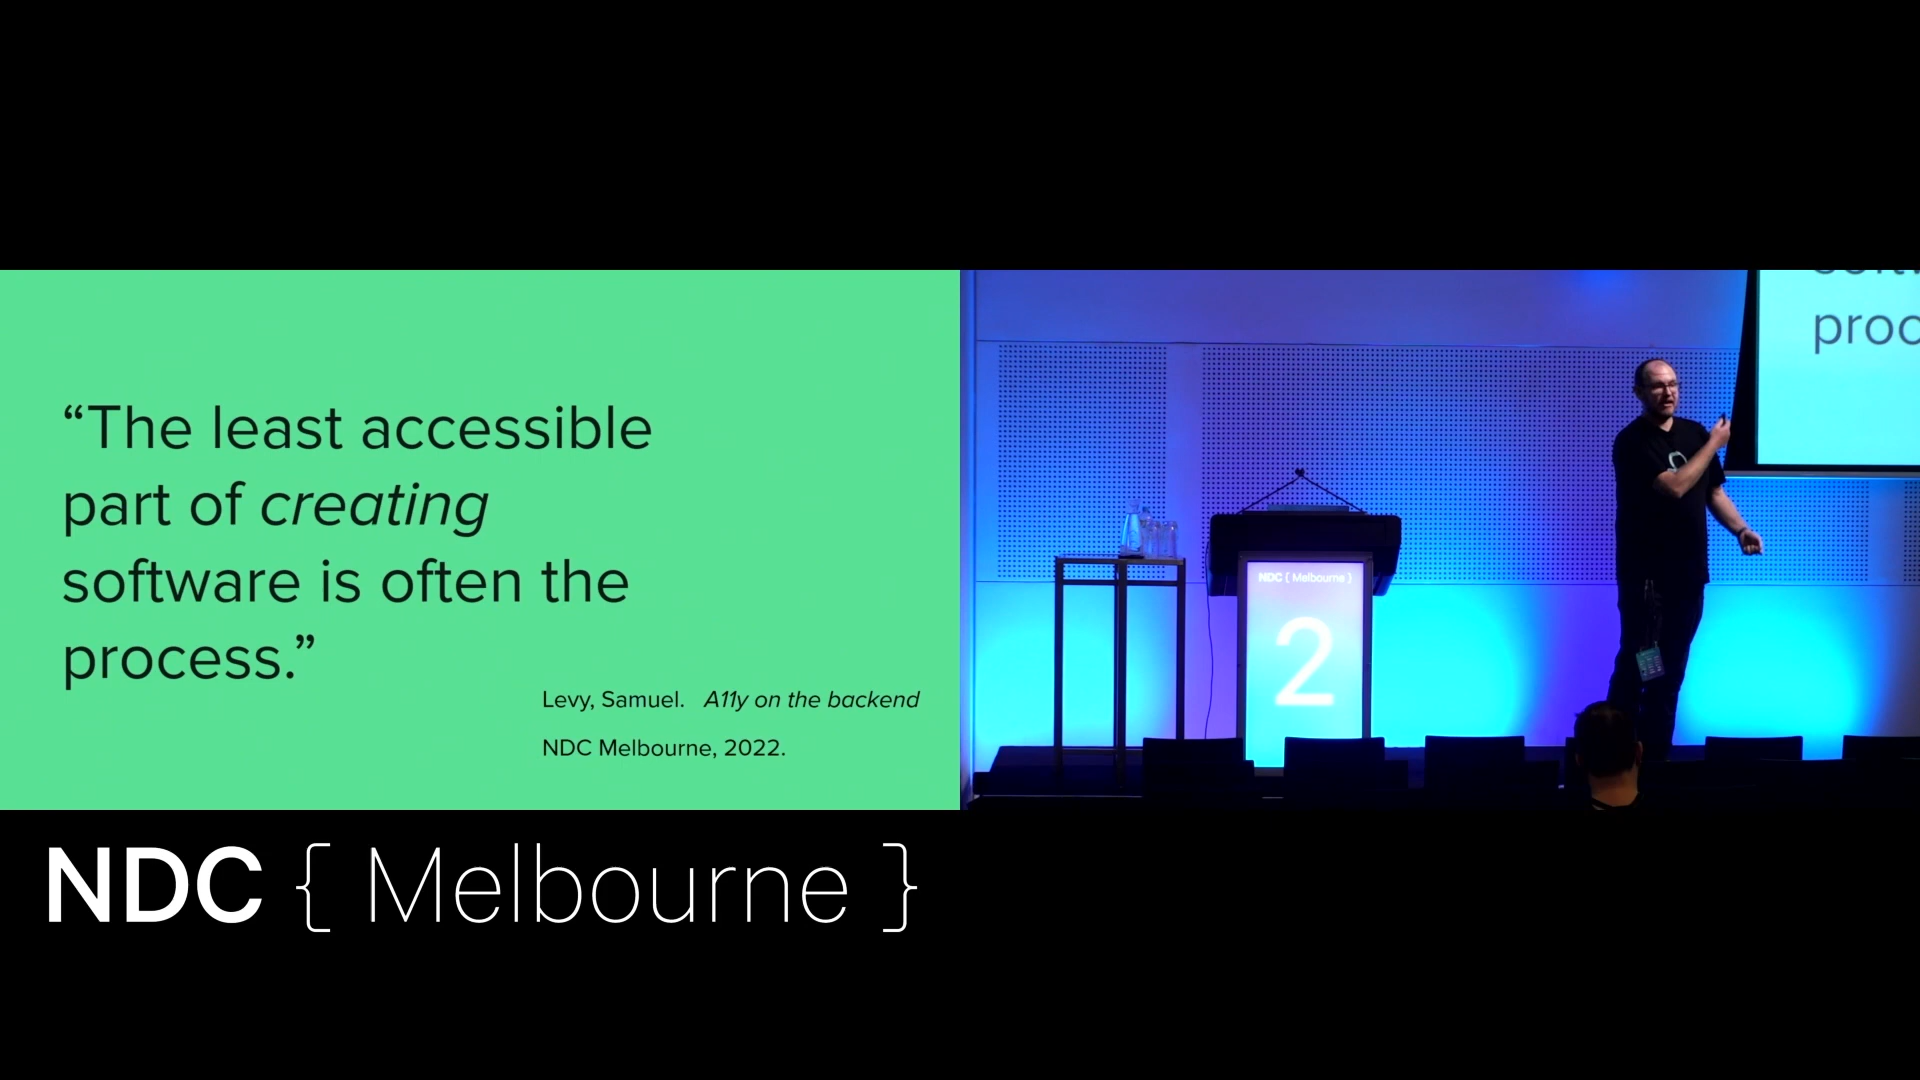 “The least accessible
part of creating
software is often the
process.”
Levy, Samuel. A11y on the backend
NDC Melbourne, 2022.
proc
NDC { Melbourne }
2
NDC { Melbourne }